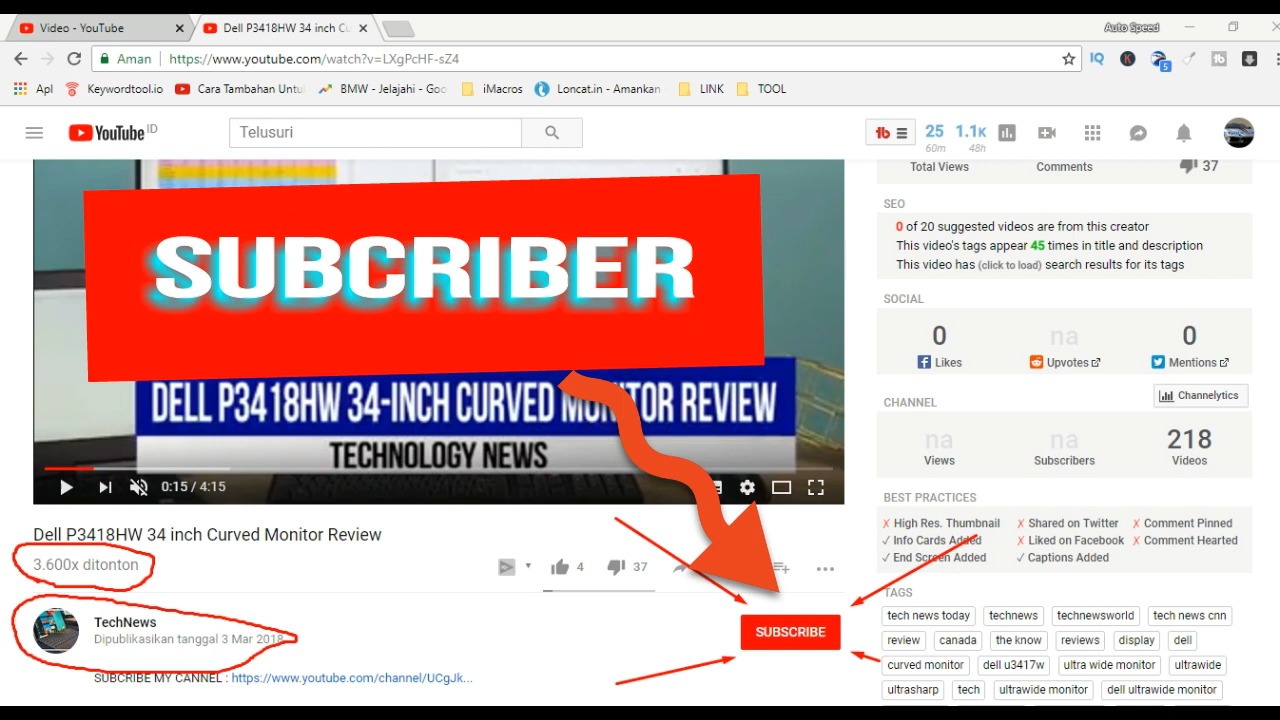 Video - YouTube
Dell P3418HW 34 inch Cu
Auto Speed
Aman
https://www.youtube.com/watch?v=LXgPcHF-sZ4
IQ
K
5
Apl
Keywordtool.io
Cara Tambahan Untu
BMW - Jelajahi - Goo
iMacros
Loncat.in - Amankan
LINK
TOOL
YouTube ID
Telusuri
25
60m
1.1K
48h
SUBCRIBER
DELL P3418HW 34-INCH CURVED MONITOR REVIEW
TECHNOLOGY NEWS
0:15 / 4:15
Dell P3418HW 34 inch Curved Monitor Review
3.600x ditonton
4
37
TechNews
Dipublikasikan tanggal 3 Mar 2018
SUBSCRIBE
SUBCRIBE MY CANNEL : https://www.youtube.com/channel/UCgJk...
Total Views
Comments
37
SEO
0 of 20 suggested videos are from this creator
This video's tags appear 45 times in title and description
This video has (click to load) search results for its tags
SOCIAL
0 na 0
Likes Upvotes Mentions
CHANNEL
Channelytics
na na 218
Views Subscribers Videos
BEST PRACTICES
✗ High Res. Thumbnail ✗ Shared on Twitter ✗ Comment Pinned
✓ Info Cards Added ✗ Liked on Facebook ✗ Comment Hearted
✓ End Screen Added ✓ Captions Added
TAGS
tech news today technews technewsworld tech news cnn
review canada the know reviews display dell
curved monitor dell u3417w ultra wide monitor ultrawide
ultrasharp tech ultrawide monitor dell ultrawide monitor